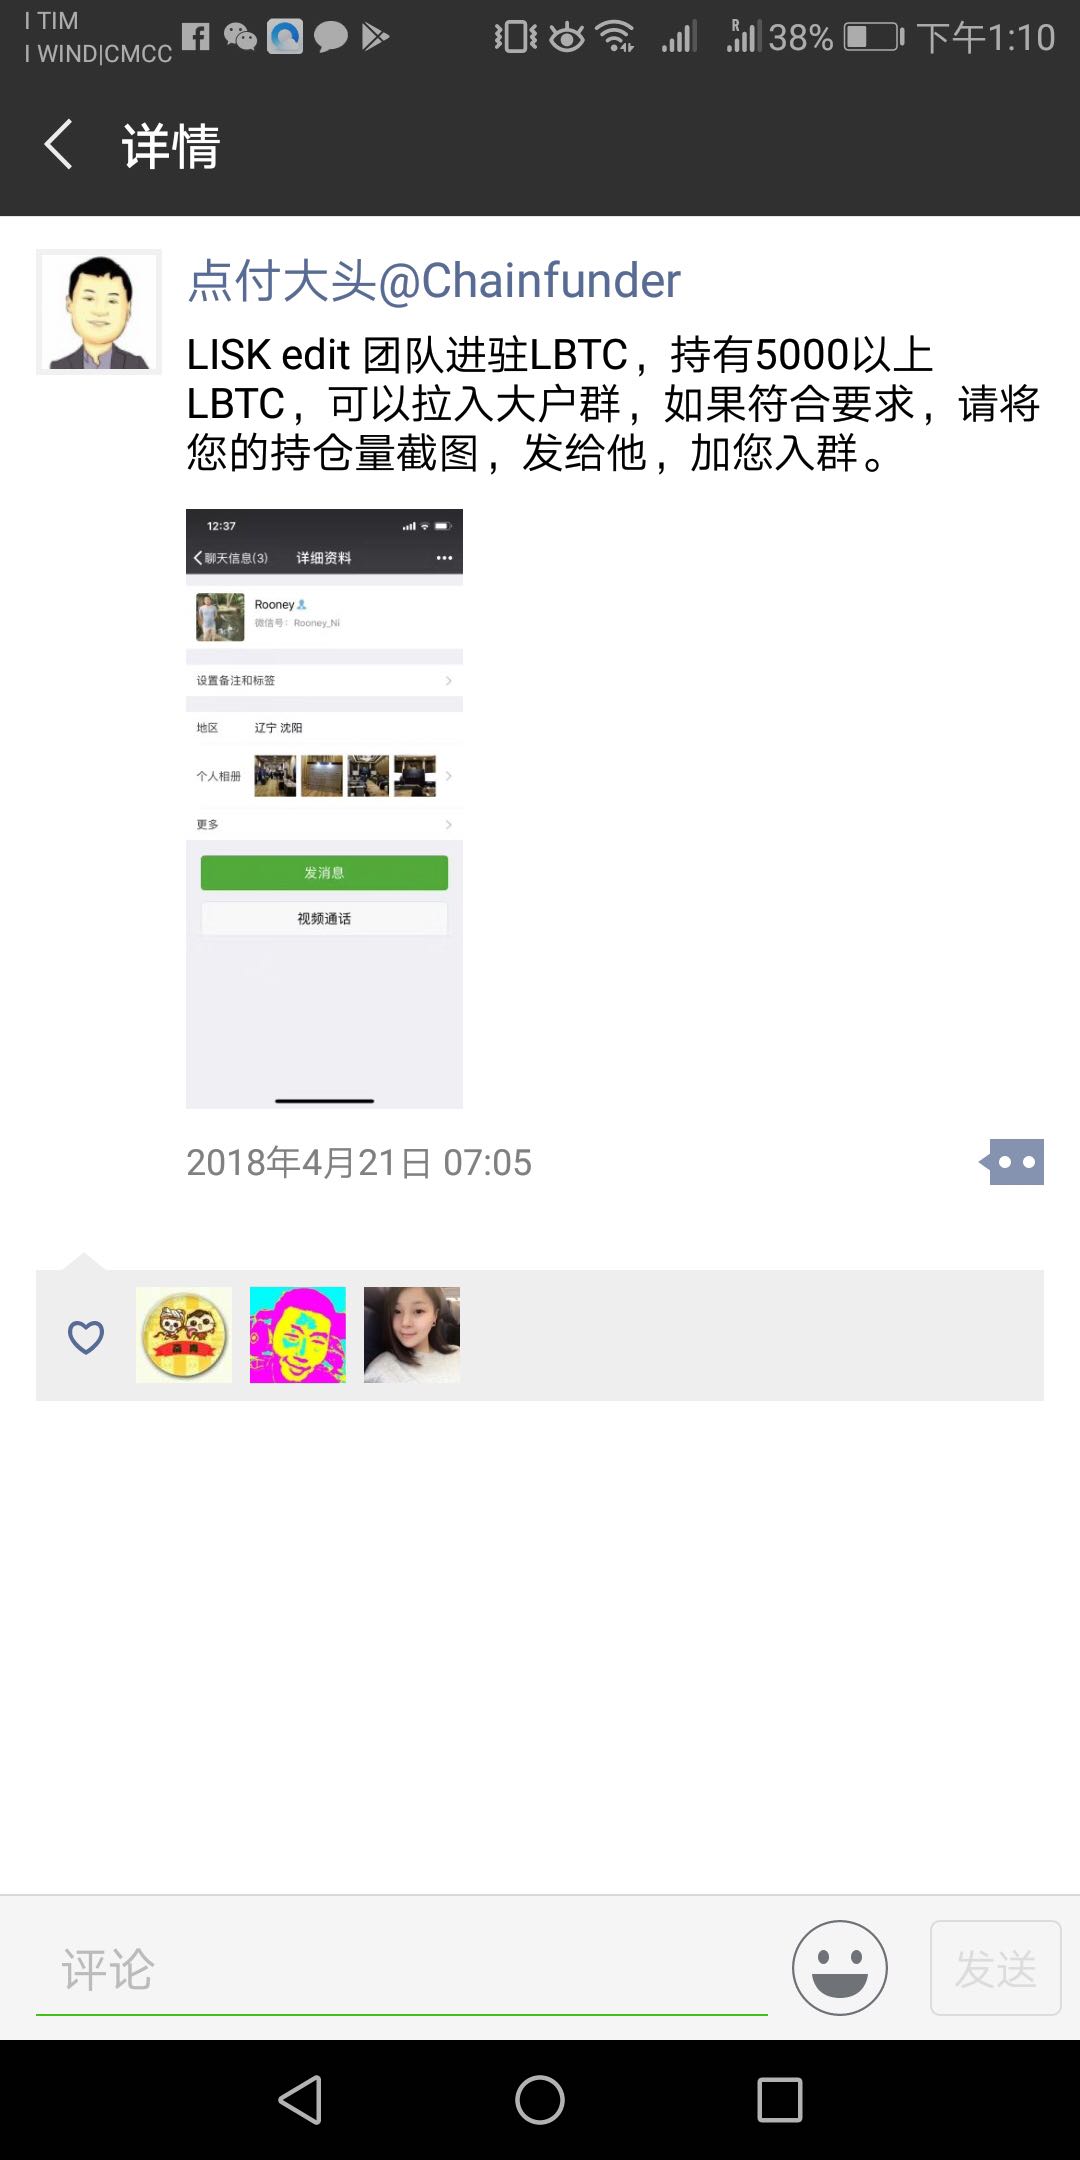 I TIM
I WIND|CMCC
38%
下午1:10
详情
点付大头@Chainfunder
LISK edit 团队进驻LBTC，持有5000以上
LBTC，可以拉入大户群，如果符合要求，请将
您的持仓量截图，发给他，加您入群。
12:37
聊天信息(3)
详细资料
Rooney
微信号：Rooney_Ni
设置备注和标签
地区
辽宁 沈阳
个人相册
更多
发消息
视频通话
2018年4月21日 07:05
评论
发送